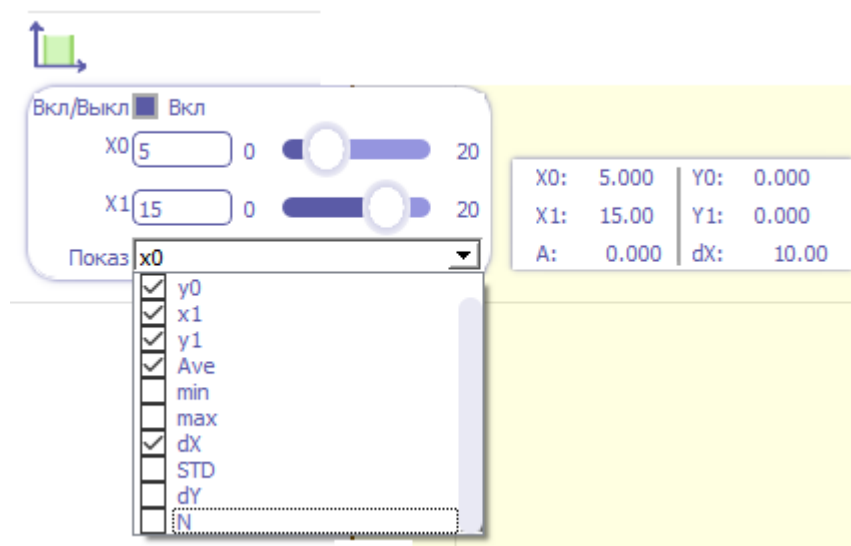 Вкл/Выкл Вкл
X0 5 0 20
X1 15 0 20
Показ x0
y0
x1
y1
Ave
min
max
dX
STD
dY
N
X0: 5.000 Y0: 0.000
X1: 15.00 Y1: 0.000
A: 0.000 dX: 10.00